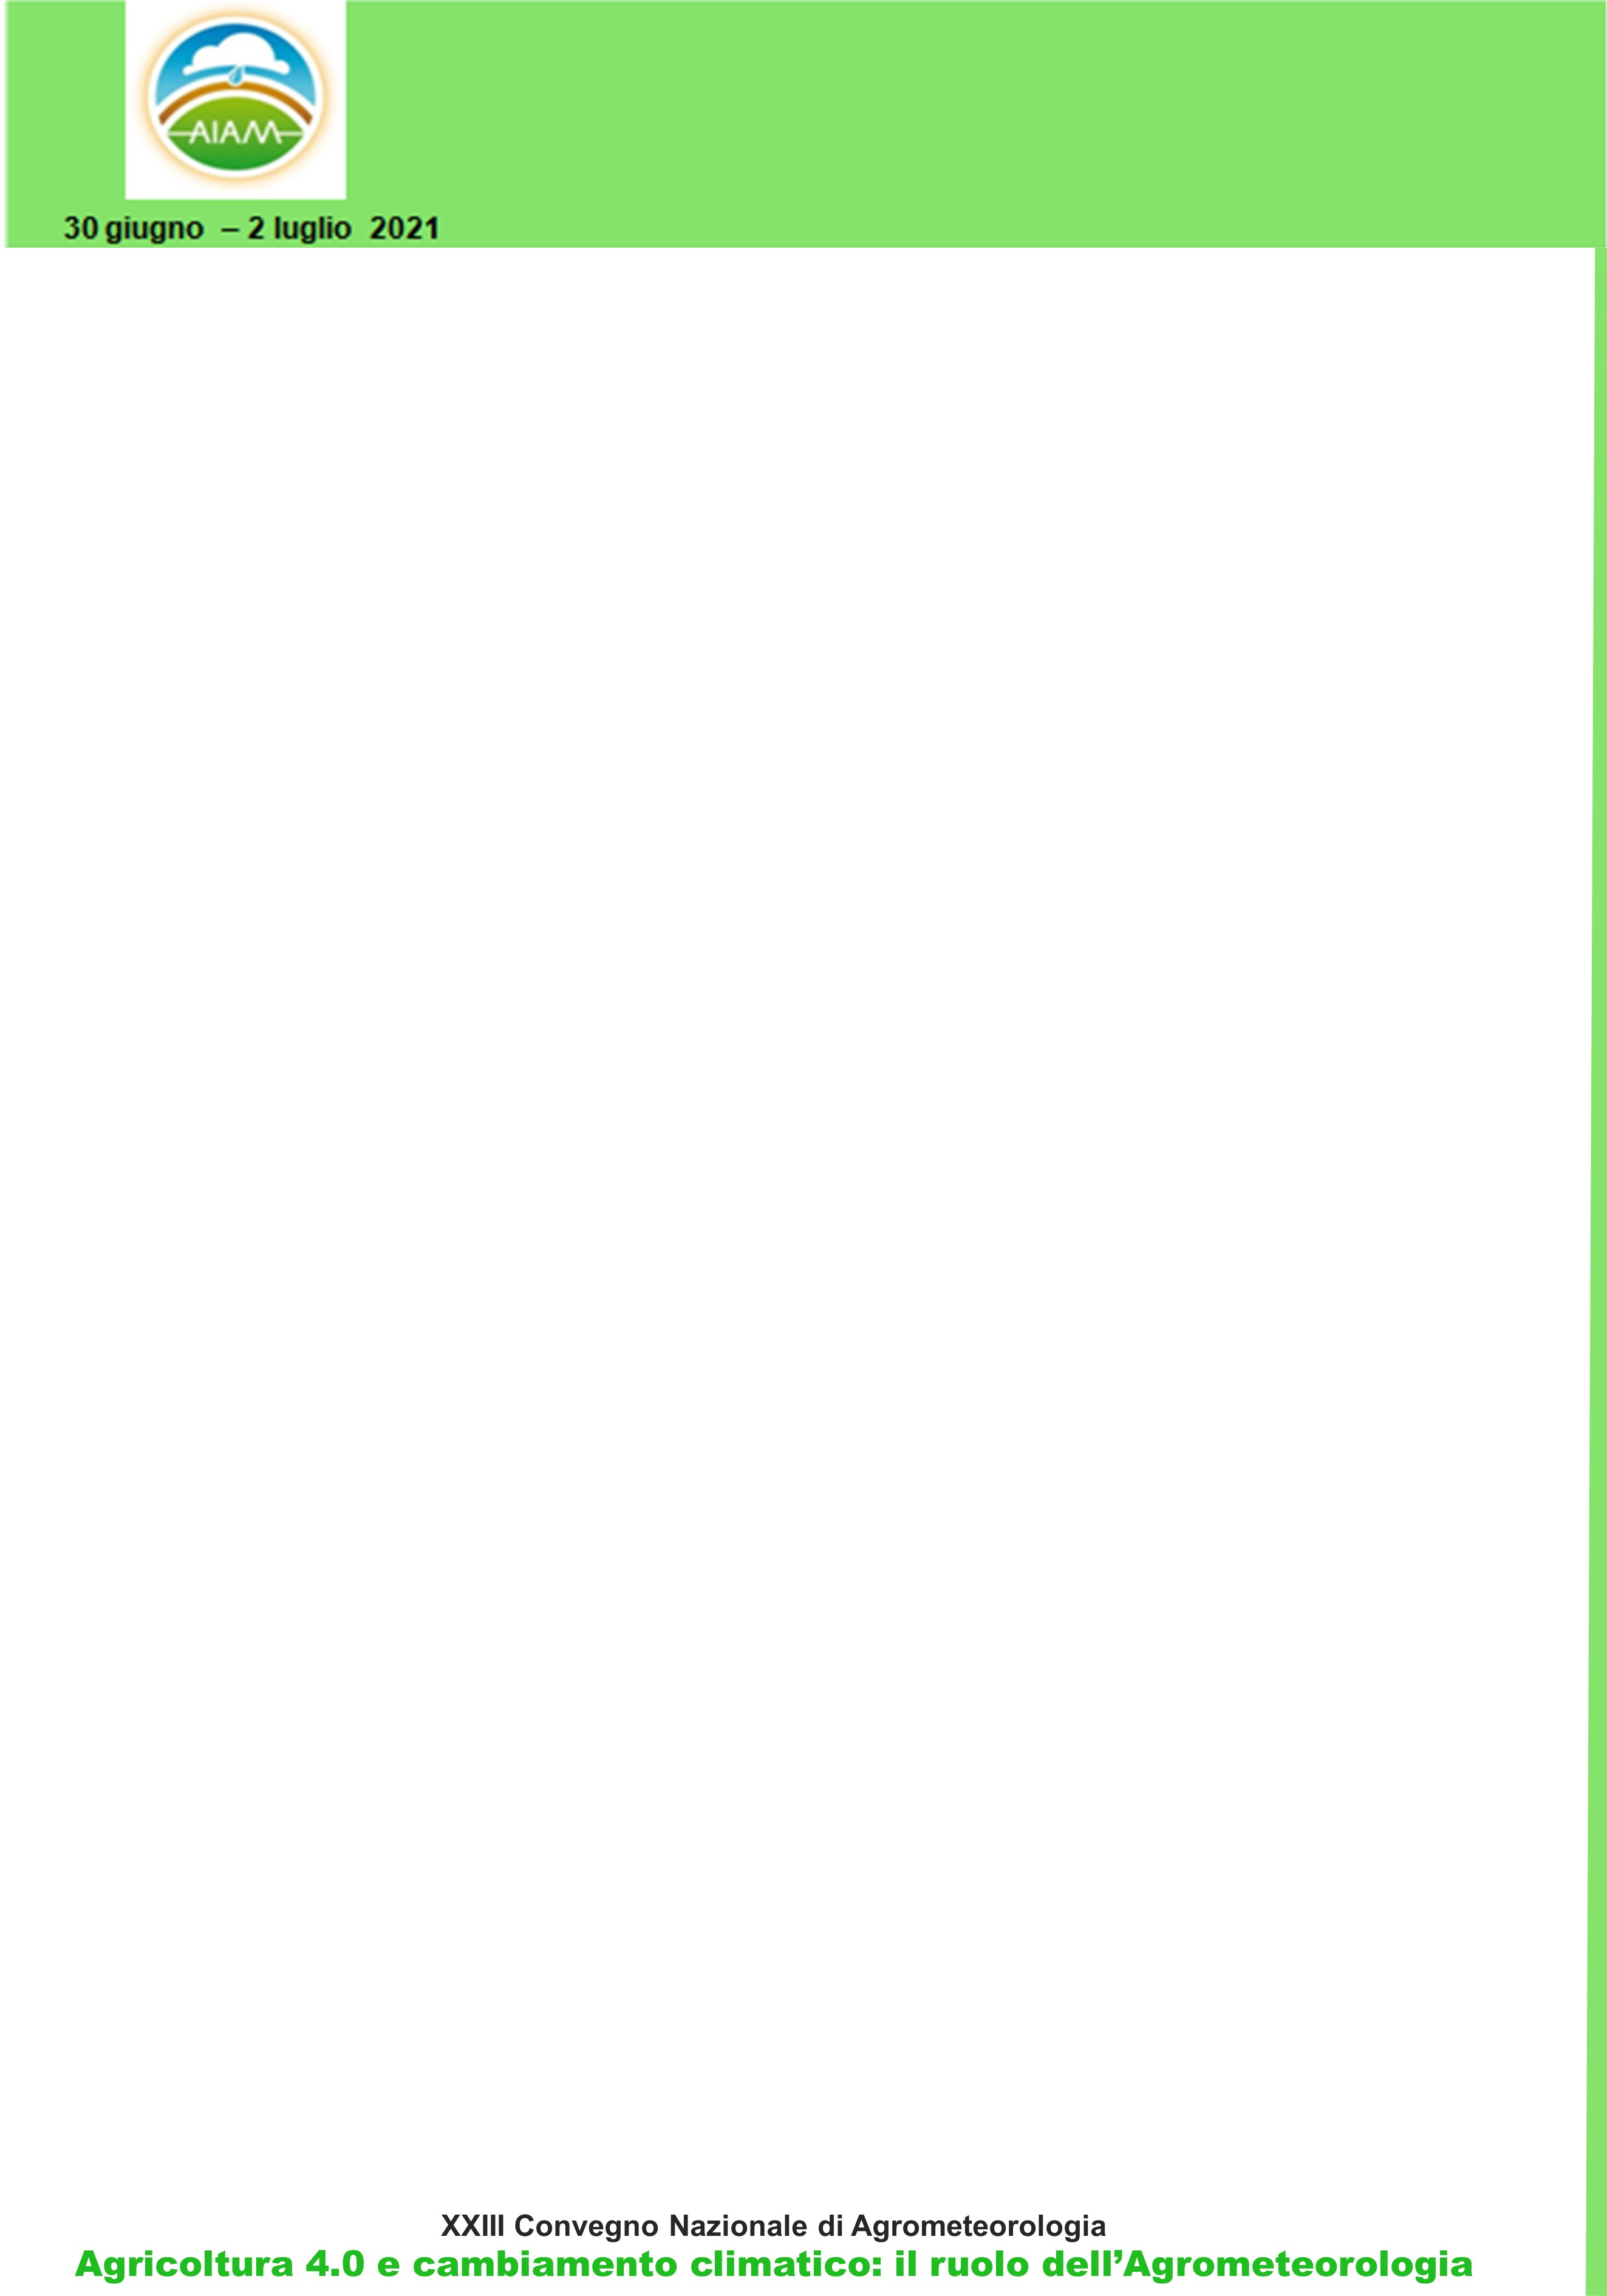 AIAM
30 giugno – 2 luglio 2021
XXIII Convegno Nazionale di Agrometeorologia
Agricoltura 4.0 e cambiamento climatico: il ruolo dell’Agrometeorologia